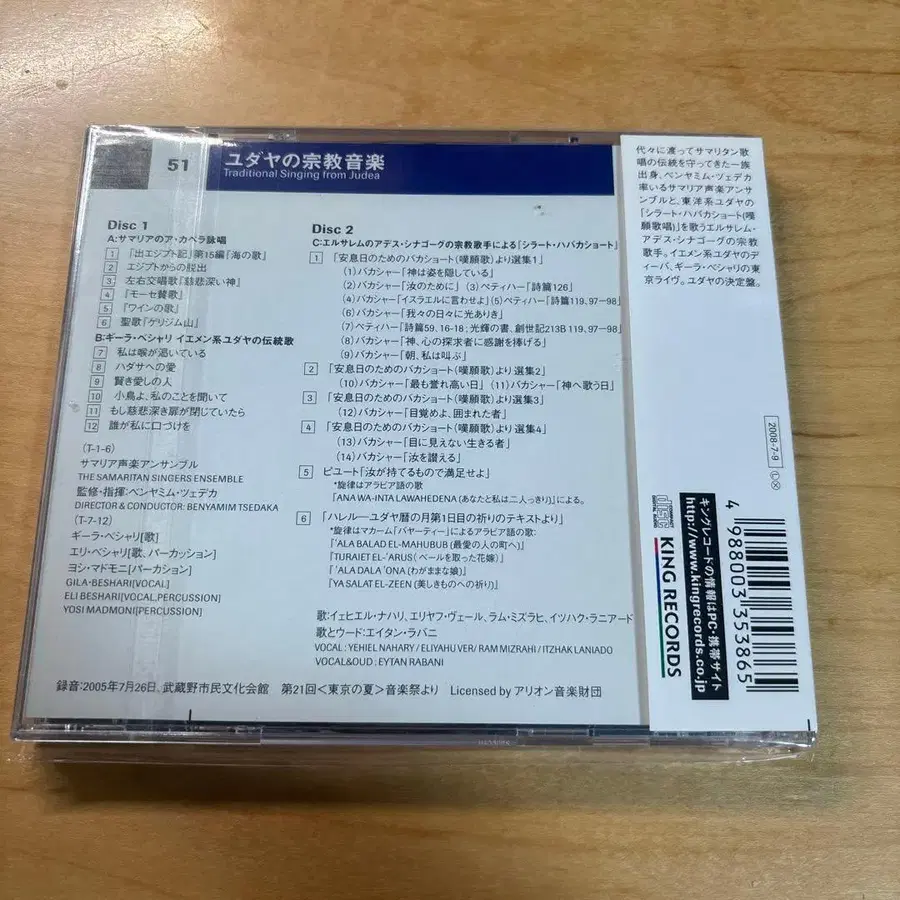 51
ユダヤの宗教音楽
Traditional Singing from Judea
Disc 1
A:サマリアのア・カペラ詠唱
1 「出エジプト記」第15編「海の歌」
2 エジプトからの脱出
3 左右交唱歌「慈悲深い神」
4 「モーセ賛歌」
5 「ワインの歌」
6 聖歌「ゲリジム山」
B:ギーラ・ベシャリ イエメン系ユダヤの伝統歌
7 私は喉が渇いている
8 ハダサへの愛
9 賢き愛しの人
10 小鳥よ、私のことを聞いて
11 もし慈悲深き扉が閉じていたら
12 誰が私に口づけを
(T-1-6)
サマリア声楽アンサンブル
THE SAMARITAN SINGERS ENSEMBLE
監修・指揮:ベンヤミム・ツェデカ
DIRECTOR & CONDUCTOR: BENYAMIM TSEDAKA
(T-7-12)
ギーラ・ベシャリ[歌]
エリ・ベシャリ[歌、パーカッション]
ヨシ・マドモニ[パーカション]
GILA-BESHARI[VOCAL]
ELI BESHARI[VOCAL,PERCUSSION]
YOSI MADMONI[PERCUSSION]
Disc 2
C:エルサレムのアデス・シナゴーグの宗教歌手による「シラート・ハバカショート」
1 「安息日のためのバカショート(嘆願歌)より選集1」
(1)バカシャー「神は姿を隠している」
(2)バカシャー「汝のために」 (3)ペティハー「詩篇126」
(4)バカシャー「イスラエルに言わせよ」(5)ペティハー「詩篇119、97-98」
(6)バカシャー「我々の日々に光ありき」
(7)ペティハー「詩篇59、16-18;光輝の書、創世記213B 119、97-98」
(8)バカシャー「神、心の探求者に感謝を捧げる」
(9)バカシャー「朝、私は叫ぶ」
2 「安息日のためのバカショート(嘆願歌)より選集2」
(10)バカシャー「最も誉れ高い日」 (11)バカシャー「神へ歌う日」
3 「安息日のためのバカショート(嘆願歌)より選集3」
(12)バカシャー「目覚めよ、囲まれた者」
4 「安息日のためのバカショート(嘆願歌)より選集4」
(13)バカシャー「目に見えない生きる者」
(14)バカシャー「汝を讃える」
5 ピユート「汝が持てるもので満足せよ」
*旋律はアラビア語の歌
「ANA WA-INTA LAWAHEDENA (あなたと私は二人っきり)」による。
6 「ハレル―ユダヤ暦の月第1日目の祈りのテキストより」
*旋律はマカーム「バヤーティー」によるアラビア語の歌:
「'ALA BALAD EL-MAHUBUB (最愛の人の町へ)」
「TURAIET EL-'ARUS (ベールを取った花嫁)」
「'ALA DALA 'ONA (わがままな娘)」
「YA SALAT EL-ZEEN (美しきものへの祈り)」
歌:イェヒエル・ナハリ、エリヤフ・ヴェール、ラム・ミズラヒ、イツハク・ラニアード
歌とウード:エイタン・ラバニ
VOCAL : YEHIEL NAHARY / ELIYAHU VER / RAM MIZRAHI / ITZHAK LANIADO
VOCAL&OUD : EYTAN RABANI
録音:2005年7月26日、武蔵野市民文化会館 第21回<東京の夏>音楽祭より Licensed by アリオン音楽財団
代々に渡ってサマリタン歌
唱の伝統を守ってきた一族
出身、ベンヤミム・ツェデカ
率いるサマリア声楽アンサ
ンブルと、東洋系ユダヤの
「シラート・ハバカショート(嘆
願歌唱)」を歌うエルサレム・
アデス・シナゴーグの宗教
歌手。イエメン系ユダヤのデ
ィーバ、ギーラ・ベシャリの東
京ライヴ。ユダヤの決定盤。
2008・7・9
COMPACT
disc
KING RECORDS
キングレコードの情報はPC・携帯サイト
http://www.kingrecords.co.jp
4 988003 353865